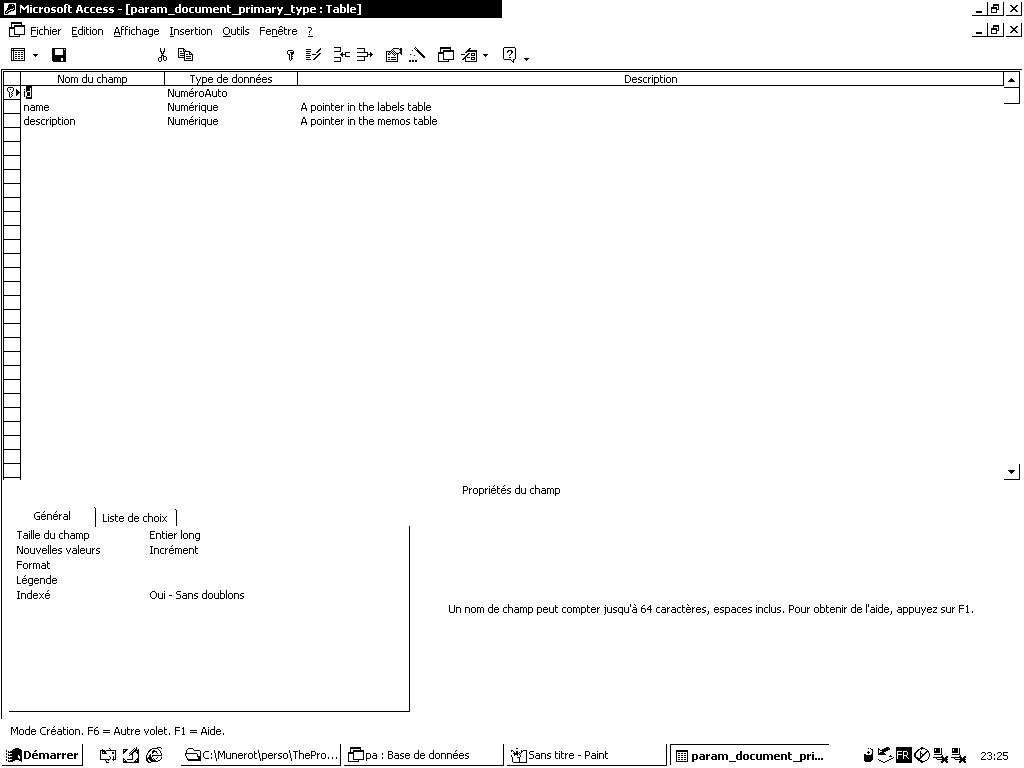 Microsoft Access - [param_document_primary_type : Table]
Fichier Edition Affichage Insertion Outils Fenêtre ?
Nom du champ Type de données Description
id NuméroAuto
name Numérique A pointer in the labels table
description Numérique A pointer in the memos table
Propriétés du champ
Général Liste de choix
Taille du champ Entier long
Nouvelles valeurs Incrément
Format
Légende
Indexé Oui - Sans doublons
Un nom de champ peut compter jusqu'à 64 caractères, espaces inclus. Pour obtenir de l'aide, appuyez sur F1.
Mode Création. F6 = Autre volet. F1 = Aide.
Démarrer C:\Munerot\perso\ThePro... pa : Base de données Sans titre - Paint param_document_pri... FR 23:25